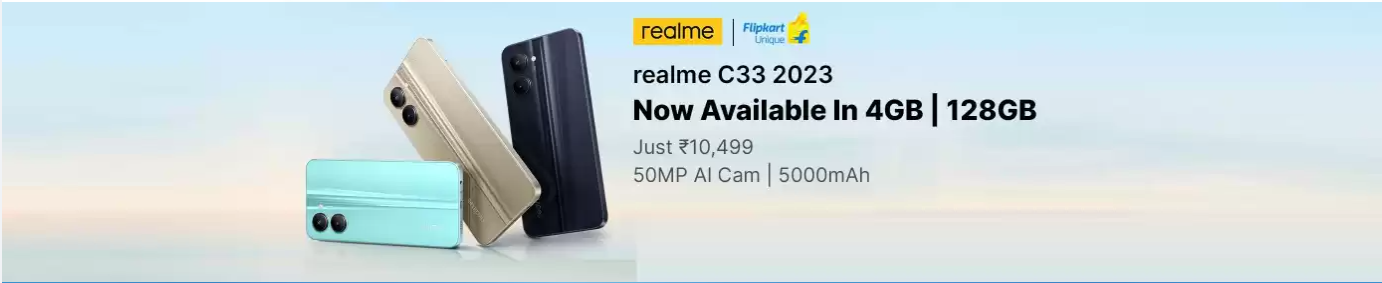 realme | Flipkart
Unique
realme C33 2023
Now Available In 4GB | 128GB
Just ₹10,499
50MP AI Cam | 5000mAh